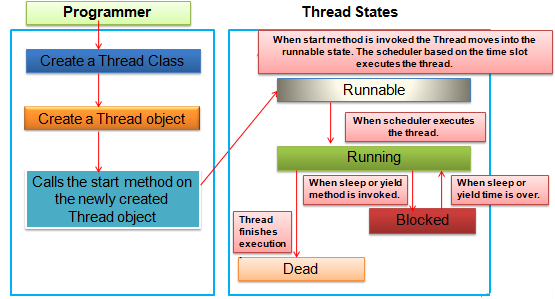 Programmer
Create a Thread Class
Create a Thread object
Calls the start method on
the newly created
Thread object
Thread States
When start method is invoked the Thread moves into the
runnable state. The scheduler based on the time slot
executes the thread.
Runnable
When scheduler executes
the thread.
Running
When sleep or yield
method is invoked.
When sleep or
yield time is over.
Blocked
Thread
finishes
execution
Dead